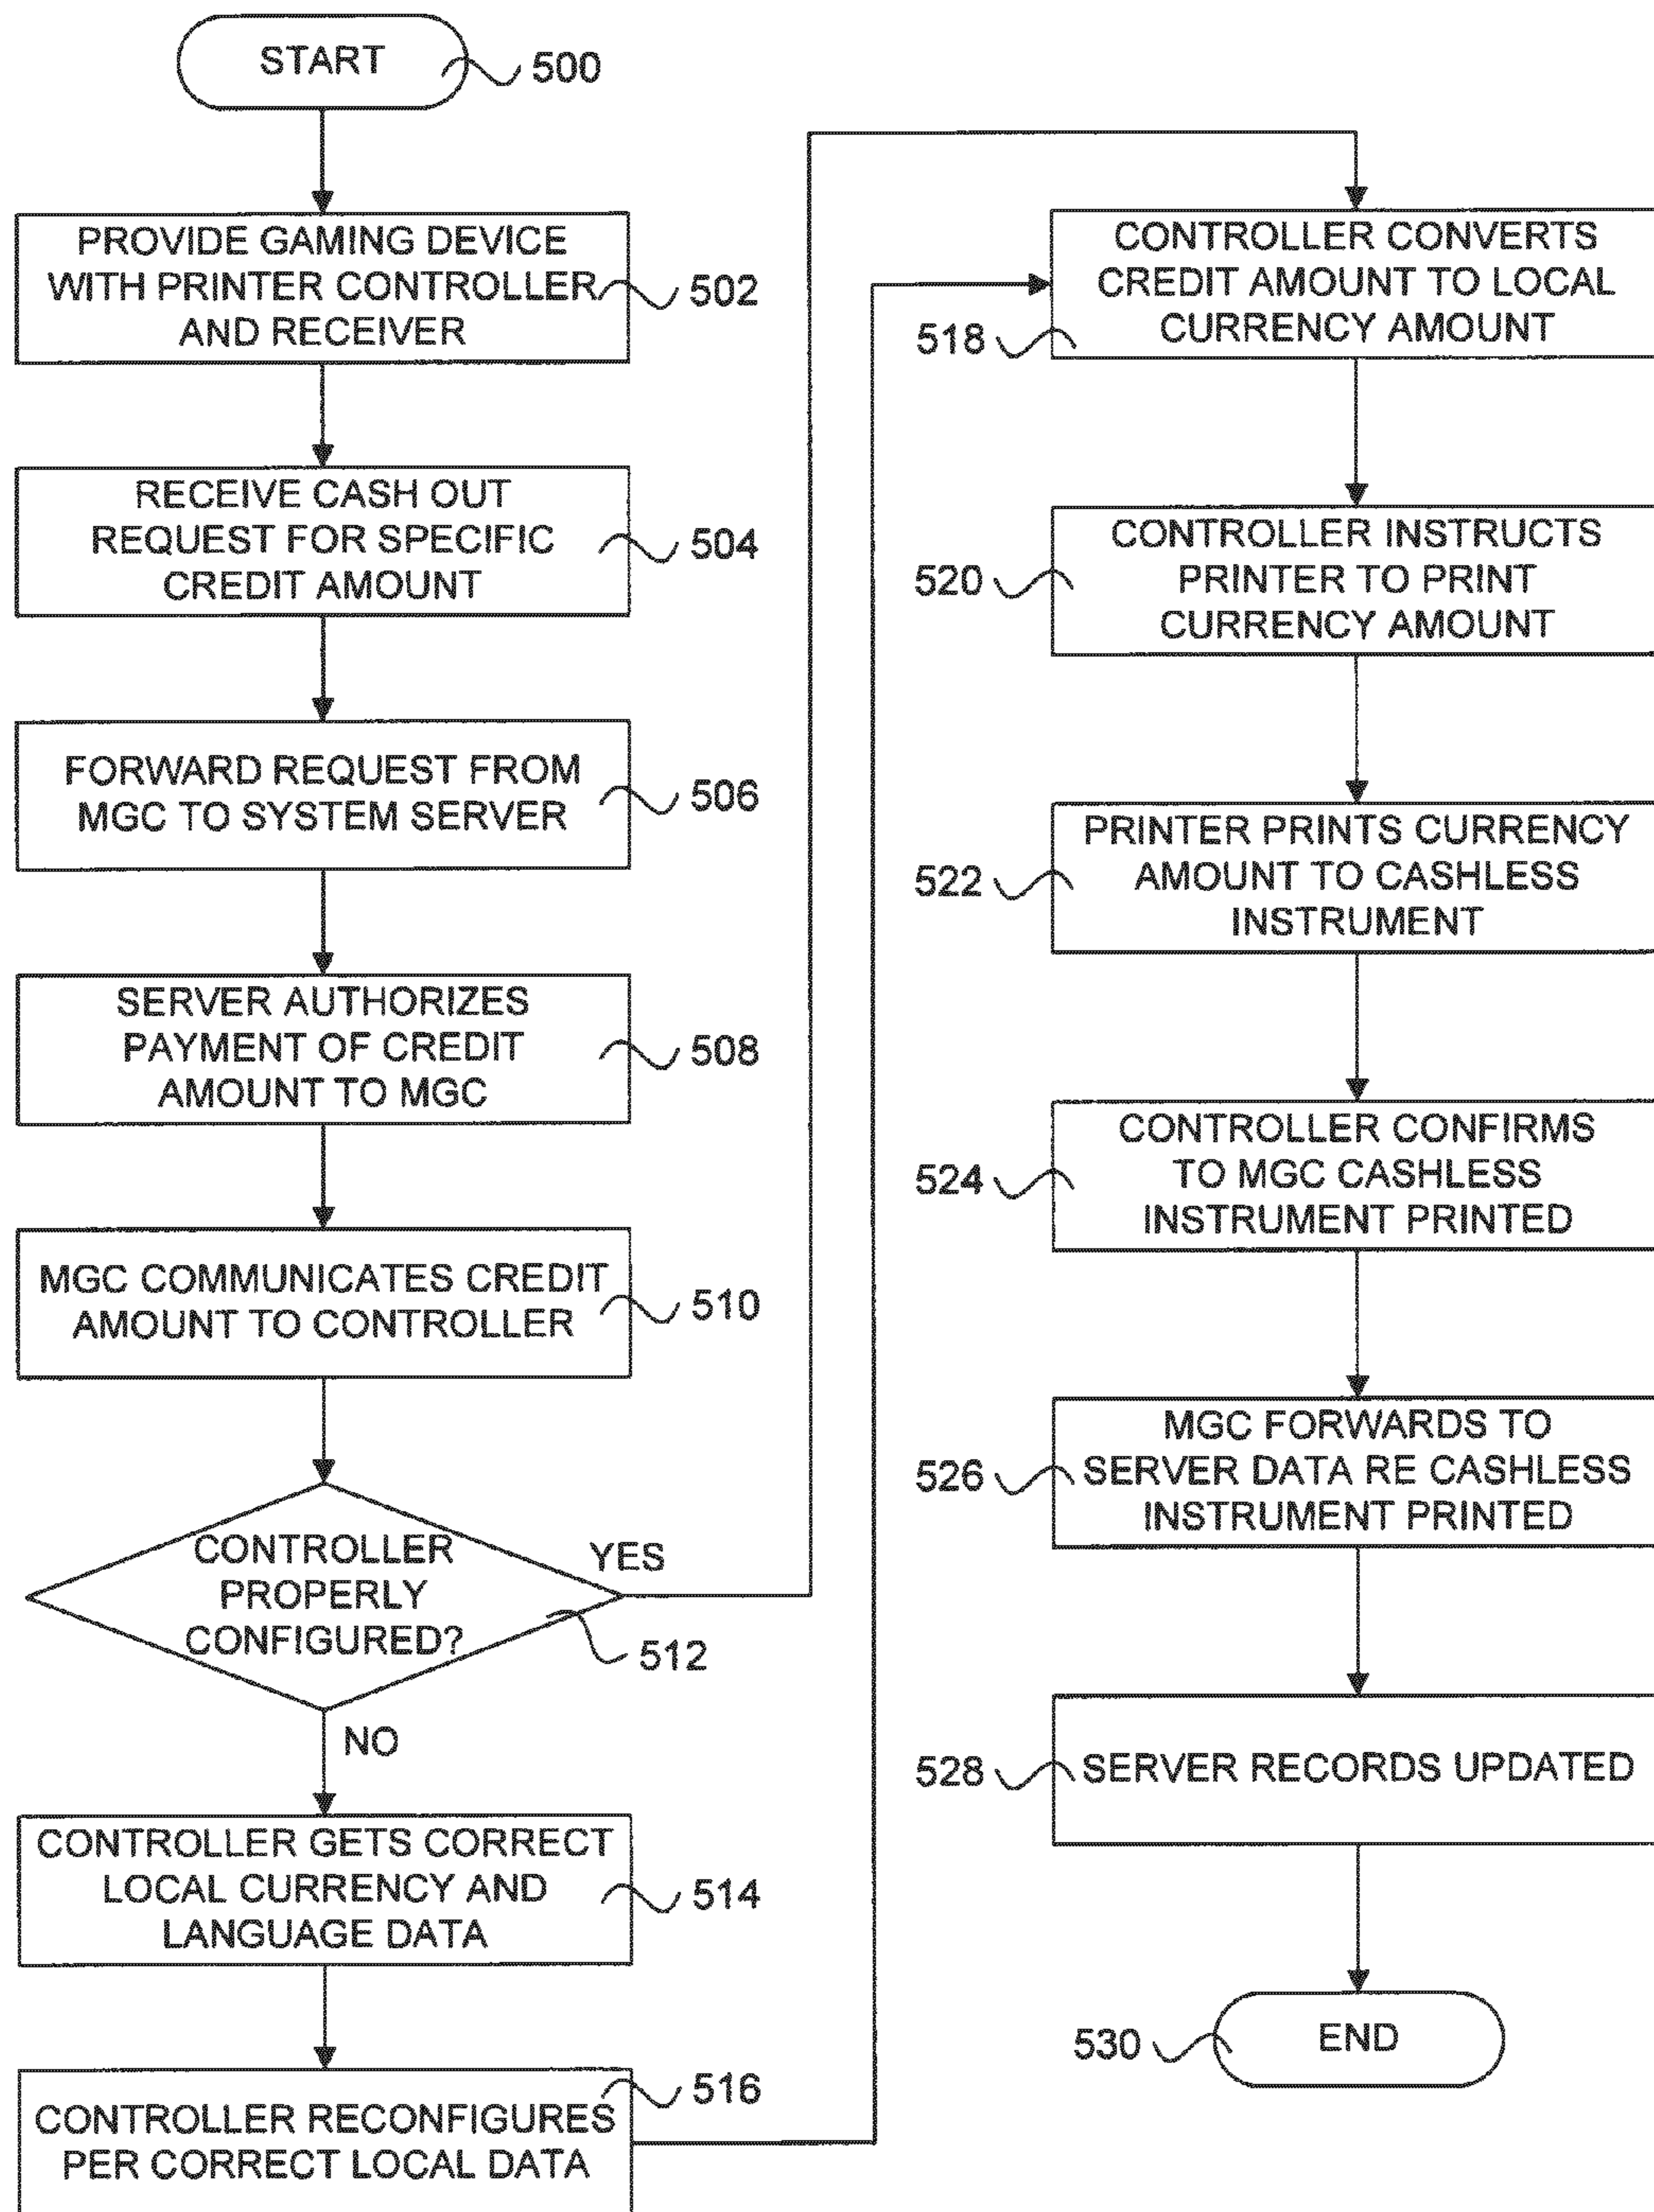 START
500
PROVIDE GAMING DEVICE
WITH PRINTER CONTROLLER
AND RECEIVER
502
RECEIVE CASH OUT
REQUEST FOR SPECIFIC
CREDIT AMOUNT
504
FORWARD REQUEST FROM
MGC TO SYSTEM SERVER
506
SERVER AUTHORIZES
PAYMENT OF CREDIT
AMOUNT TO MGC
508
MGC COMMUNICATES CREDIT
AMOUNT TO CONTROLLER
510
CONTROLLER
PROPERLY
CONFIGURED?
512
YES
NO
CONTROLLER GETS CORRECT
LOCAL CURRENCY AND
LANGUAGE DATA
514
CONTROLLER RECONFIGURES
PER CORRECT LOCAL DATA
516
CONTROLLER CONVERTS
CREDIT AMOUNT TO LOCAL
CURRENCY AMOUNT
518
CONTROLLER INSTRUCTS
PRINTER TO PRINT
CURRENCY AMOUNT
520
PRINTER PRINTS CURRENCY
AMOUNT TO CASHLESS
INSTRUMENT
522
CONTROLLER CONFIRMS
TO MGC CASHLESS
INSTRUMENT PRINTED
524
MGC FORWARDS TO
SERVER DATA RE CASHLESS
INSTRUMENT PRINTED
526
SERVER RECORDS UPDATED
528
END
530